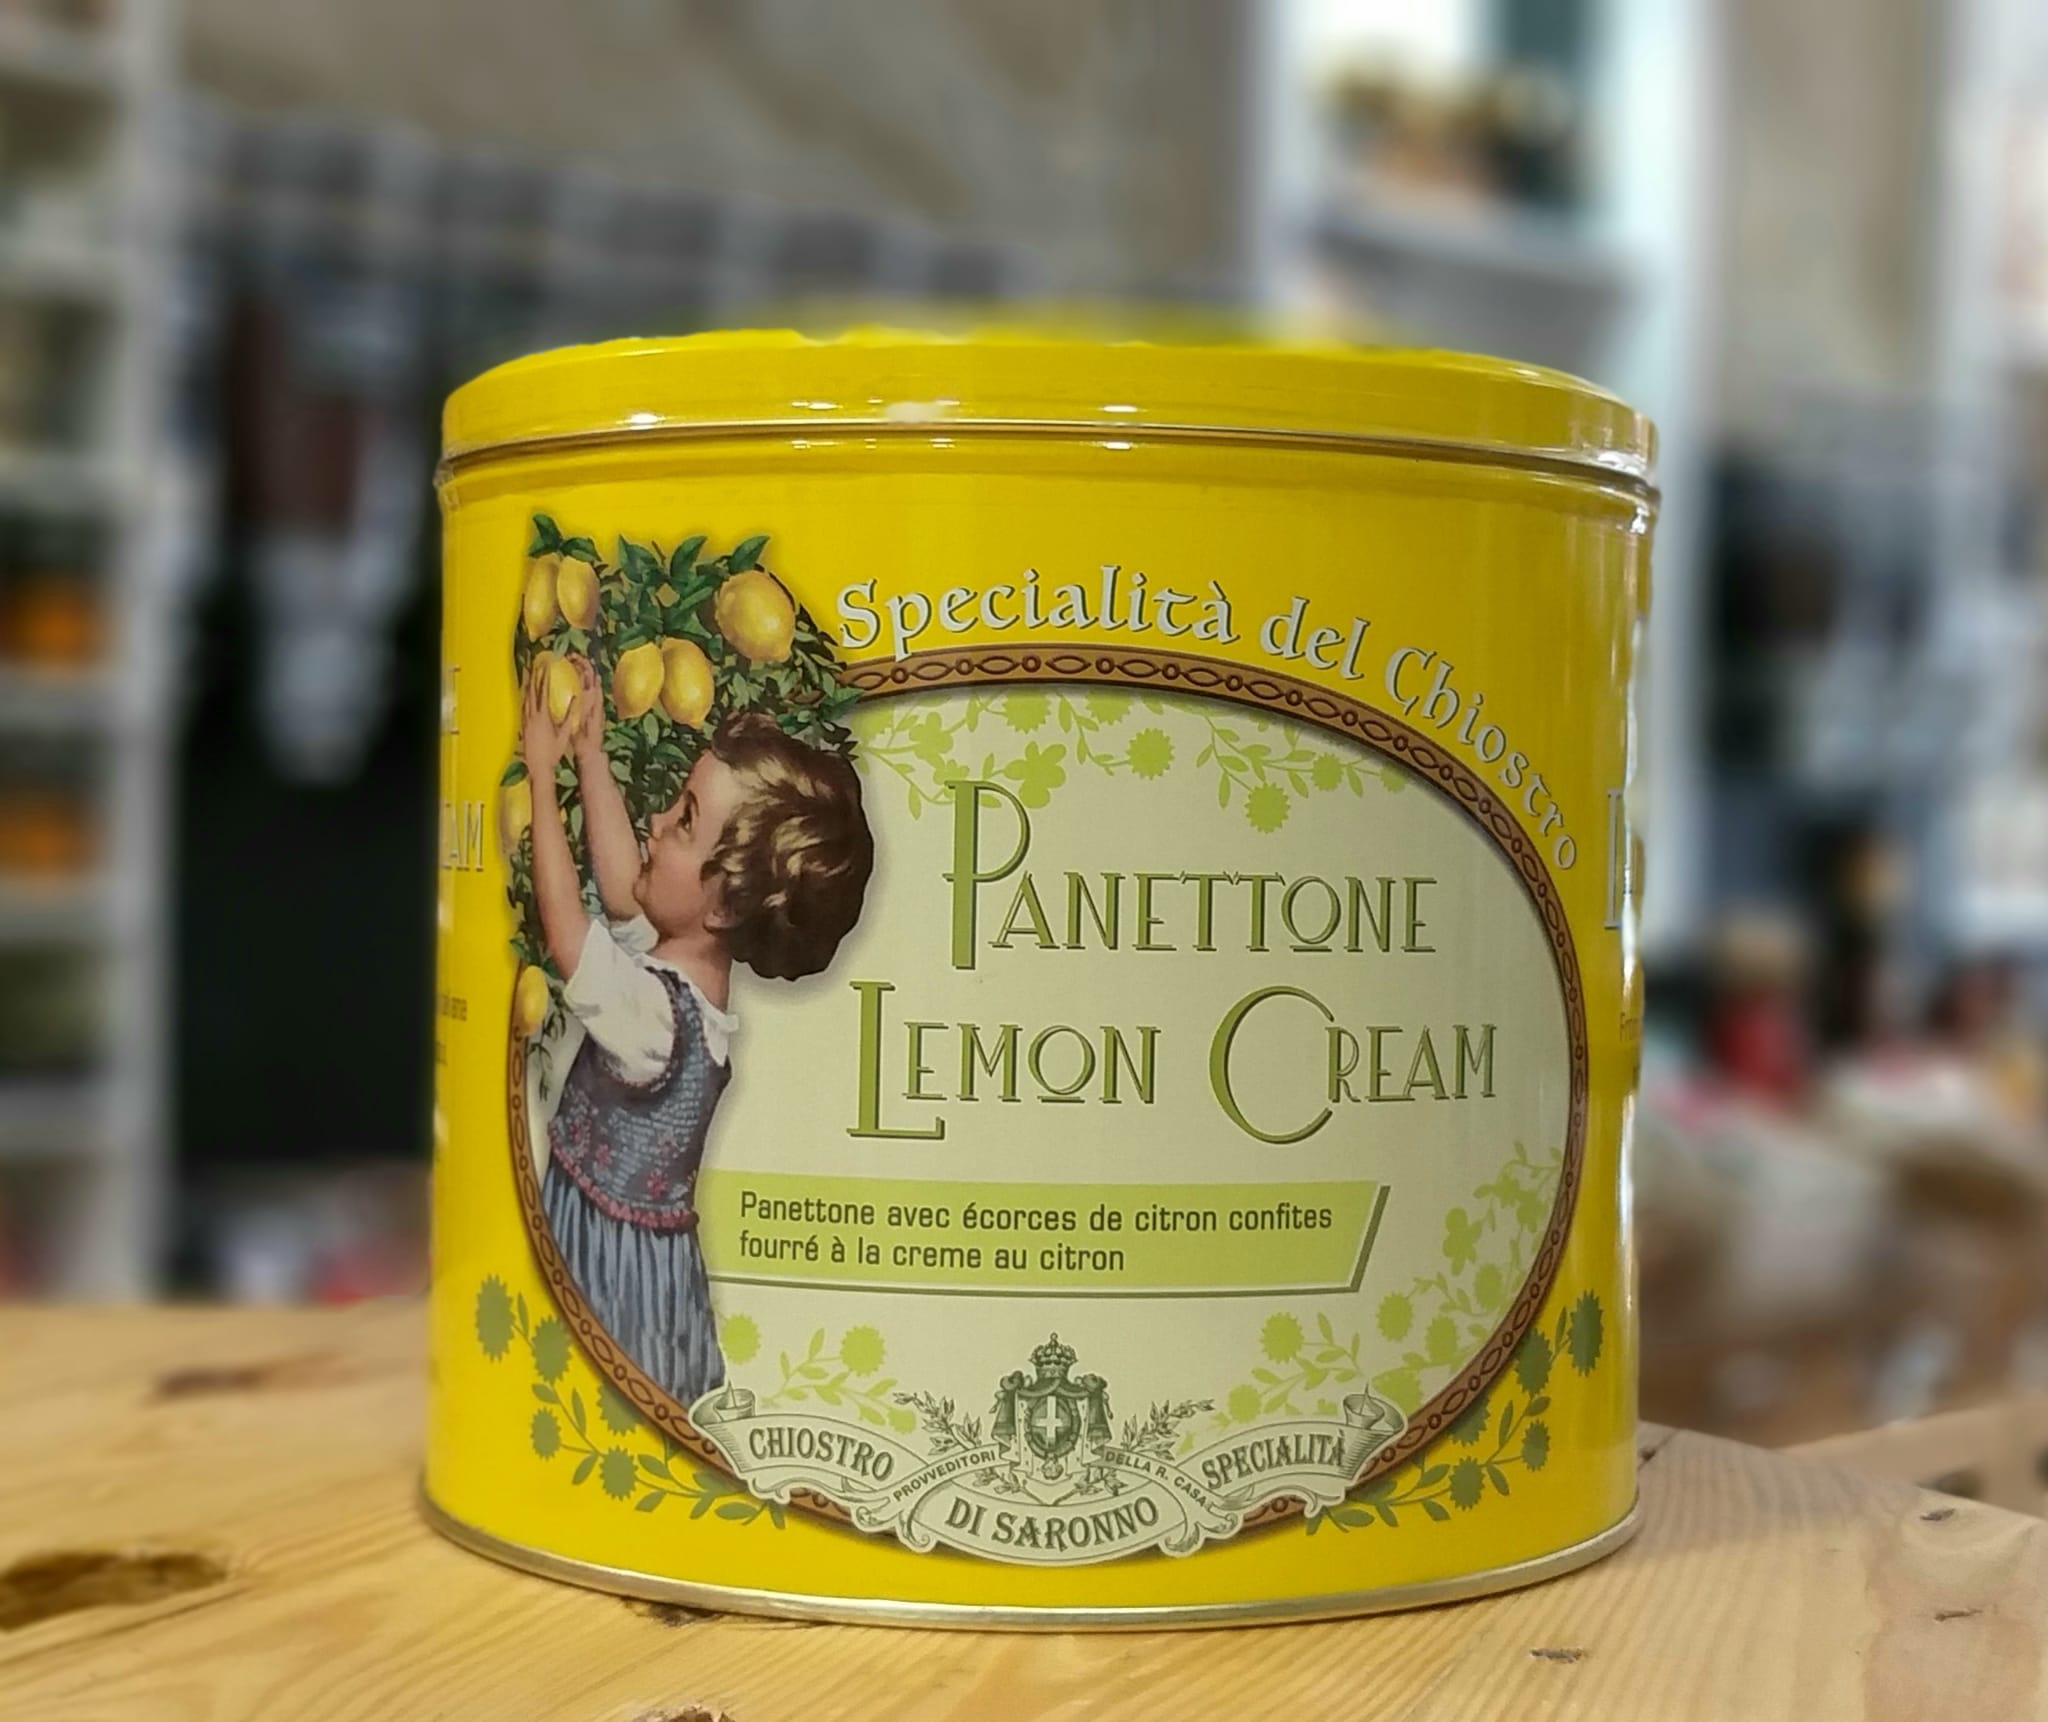 Specialità del Chiostro
PANETTONE
LEMON CREAM
Panettone avec écorces de citron confites
fourré à la creme au citron
CHIOSTRO
PROVVEDITORI
DELLA R. CASA
SPECIALITÀ
DI SARONNO